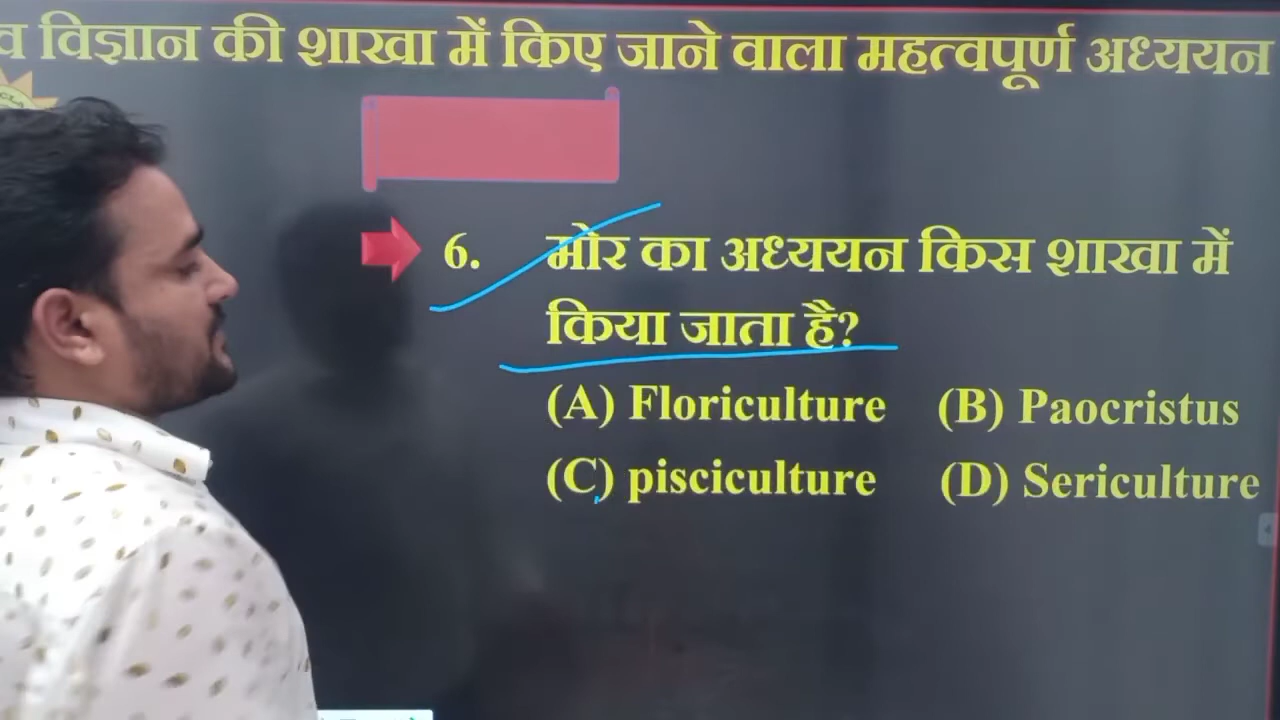 व विज्ञान की शाखा में किए जाने वाला महत्वपूर्ण अध्ययन
6. मोर का अध्ययन किस शाखा में
किया जाता है?
(A) Floriculture (B) Paocristus
(C) pisciculture (D) Sericulture